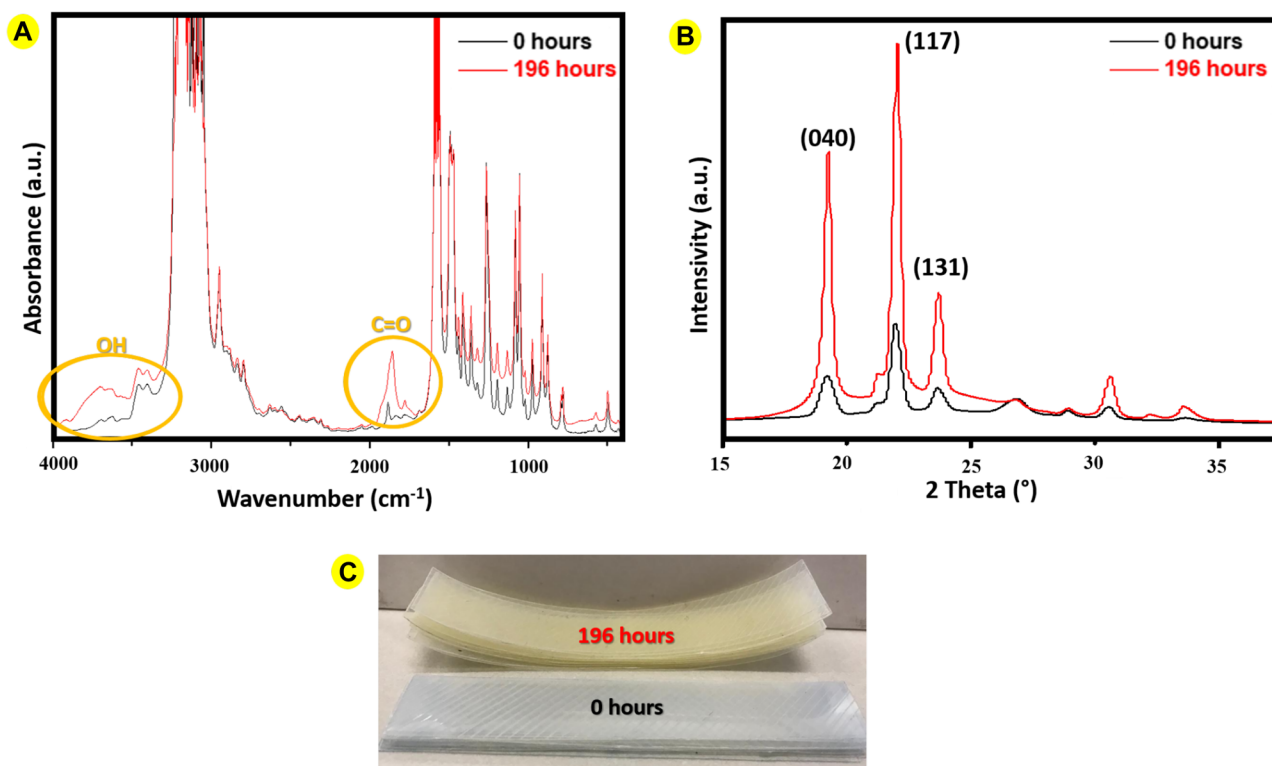 A
0 hours
196 hours
OH
C=O
Absorbance (a.u.)
4000
3000
2000
1000
Wavenumber (cm-1)
B
0 hours
196 hours
(040)
(117)
(131)
Intensivity (a.u.)
15
20
25
30
35
2 Theta (°)
C
196 hours
0 hours